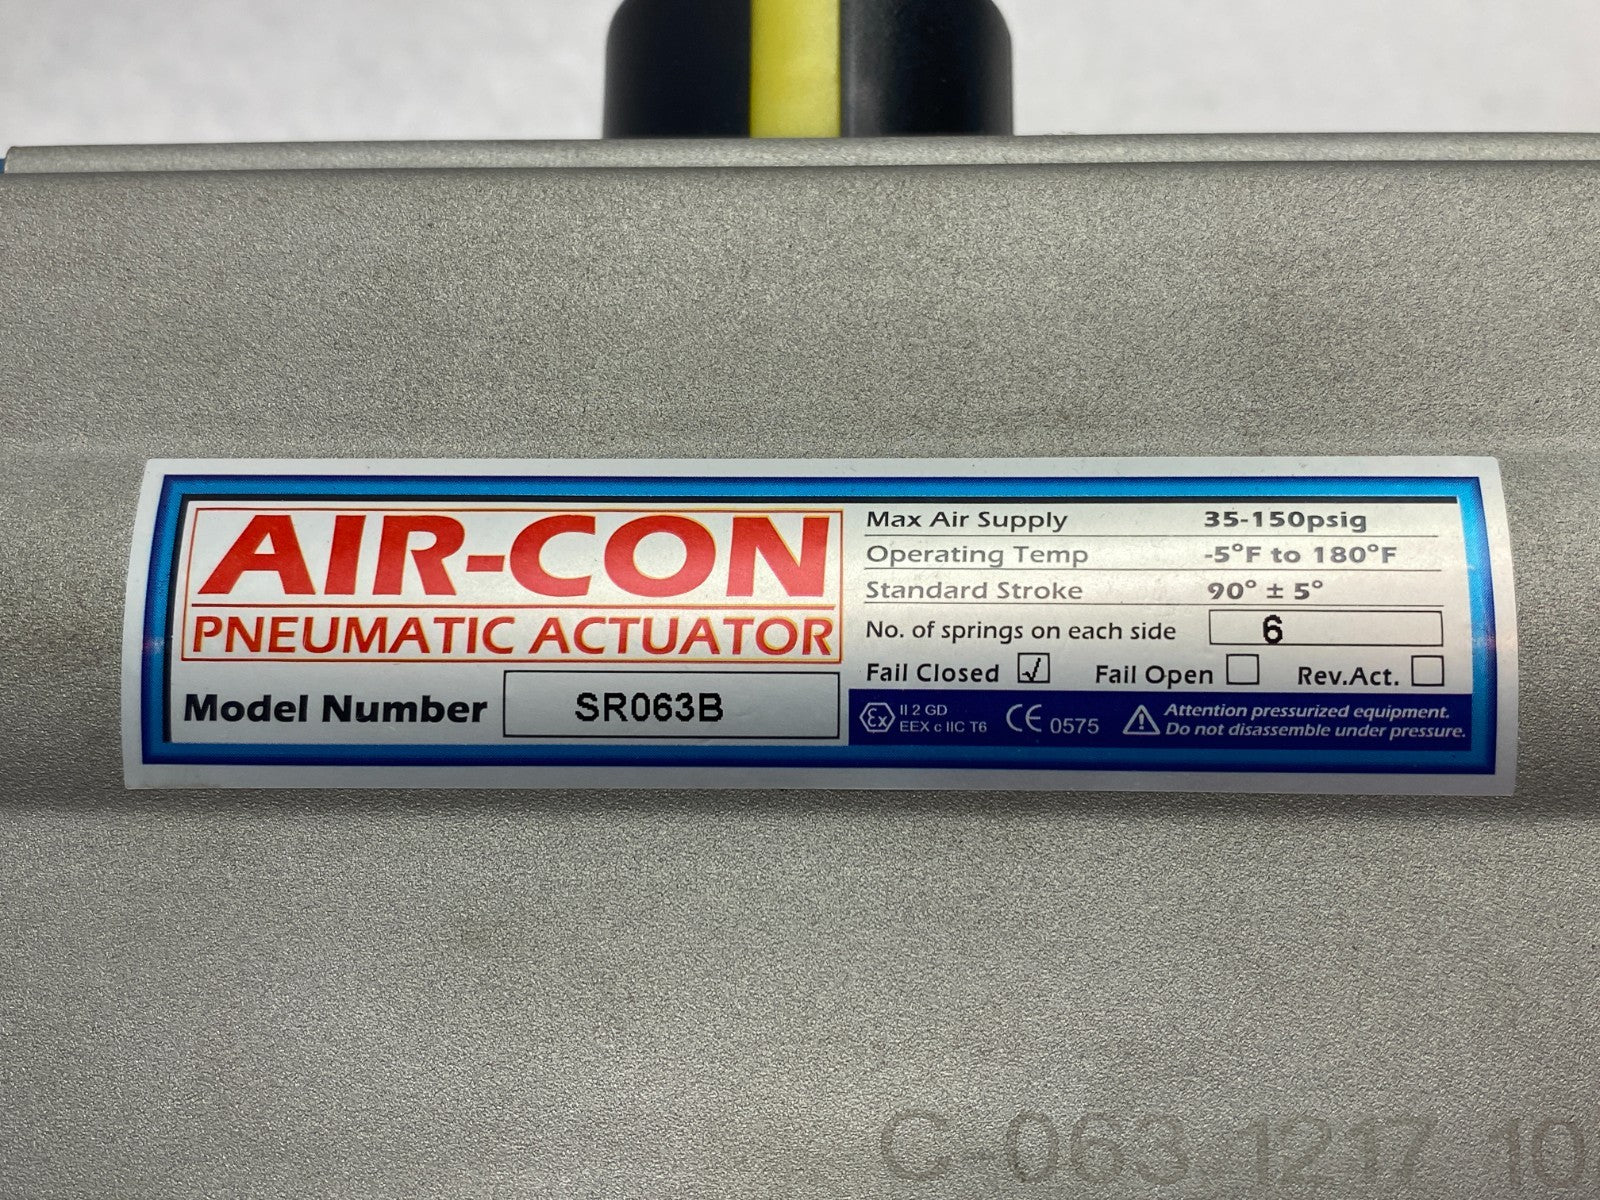 AIR-CON
PNEUMATIC ACTUATOR
Model Number SR063B
Max Air Supply 35-150psig
Operating Temp -5°F to 180°F
Standard Stroke 90° ± 5°
No. of springs on each side 6
Fail Closed ✓ Fail Open Rev.Act.
Ex II 2 GD
EEX c IIC T6
CE 0575
Attention pressurized equipment.
Do not disassemble under pressure.
C-063 1217 10